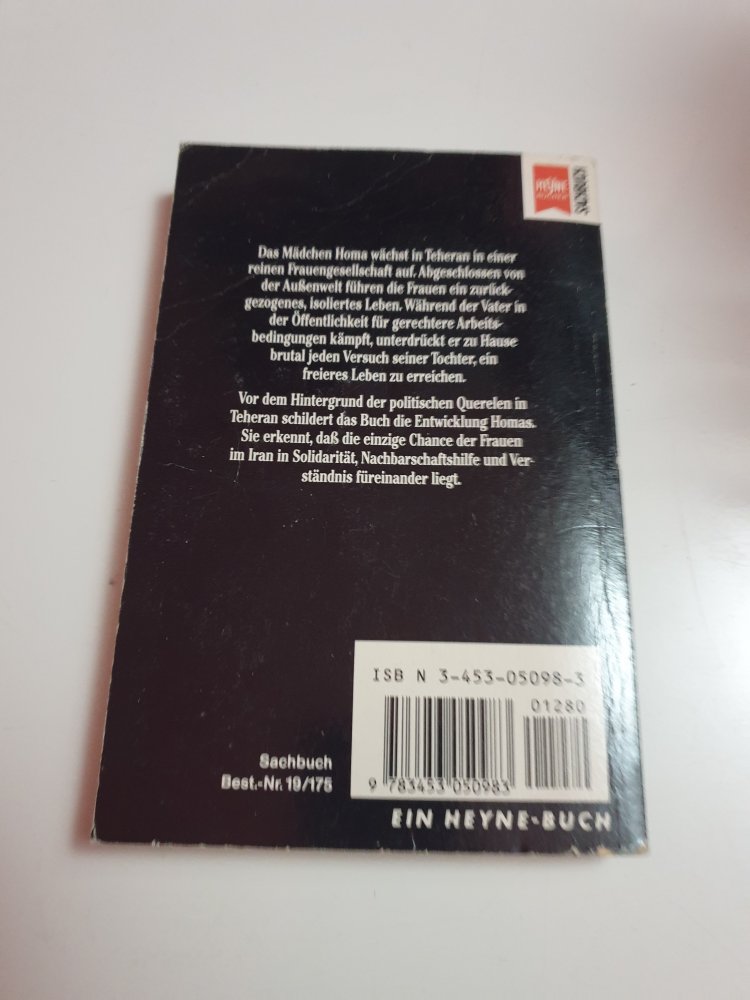 HEYNE
BÜCHER
SACHBUCH
Das Mädchen Homa wächst in Teheran in einer
reinen Frauengesellschaft auf. Abgeschlossen von
der Außenwelt führen die Frauen ein zurück-
gezogenes, isoliertes Leben. Während der Vater in
der Öffentlichkeit für gerechtere Arbeits-
bedingungen kämpft, unterdrückt er zu Hause
brutal jeden Versuch seiner Tochter, ein
freieres Leben zu erreichen.
Vor dem Hintergrund der politischen Querelen in
Teheran schildert das Buch die Entwicklung Homas.
Sie erkennt, daß die einzige Chance der Frauen
im Iran in Solidarität, Nachbarschaftshilfe und Ver-
ständnis füreinander liegt.
ISBN 3-453-05098-3
01280
9 783453 050983
Sachbuch
Best.-Nr. 19/175
EIN HEYNE-BUCH